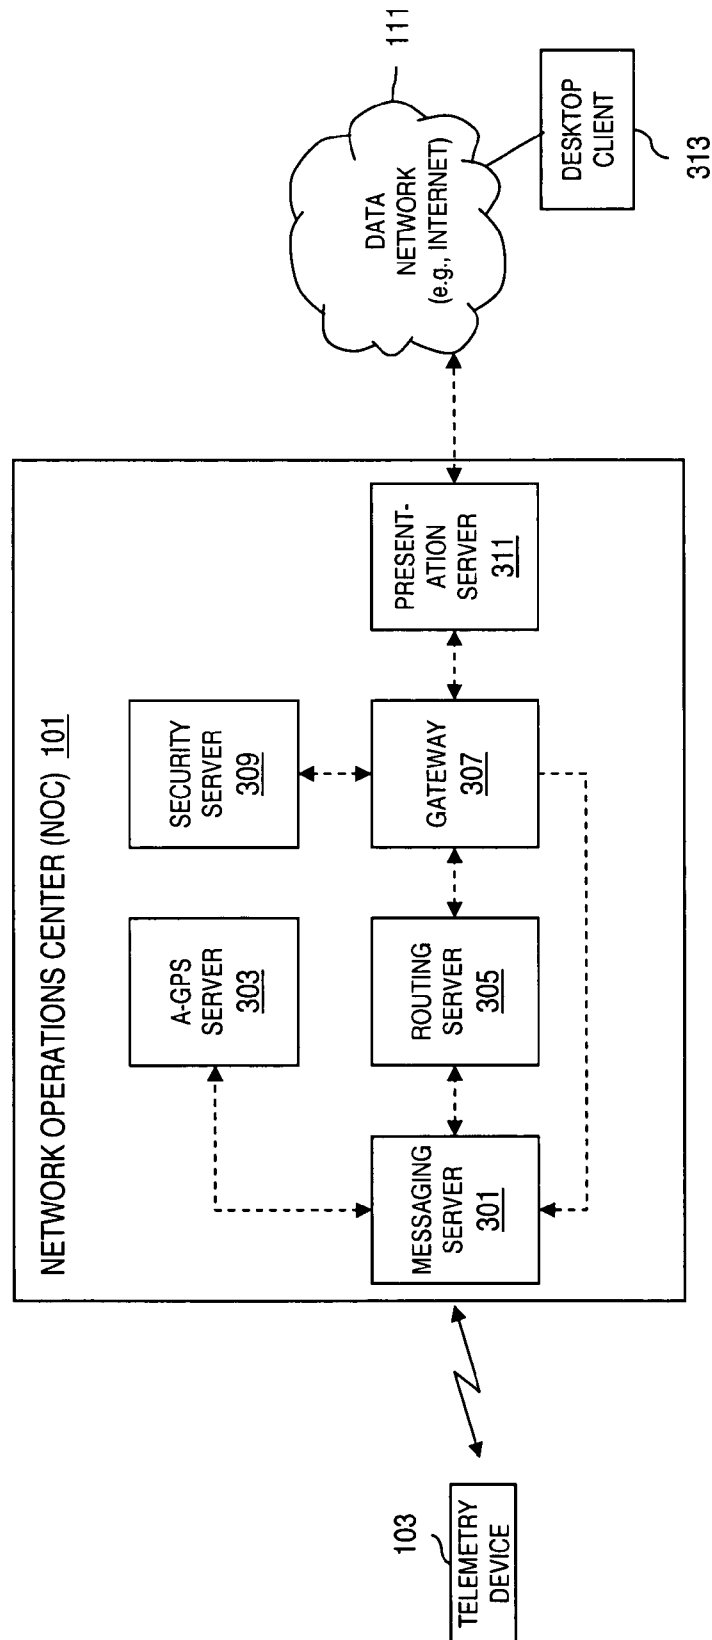 NETWORK OPERATIONS CENTER (NOC) 101
103
TELEMETRY
DEVICE
MESSAGING
SERVER
301
A-GPS
SERVER
303
ROUTING
SERVER
305
SECURITY
SERVER
309
GATEWAY
307
PRESENT-
ATION
SERVER
311
DATA
NETWORK
(e.g., INTERNET)
111
DESKTOP
CLIENT
313